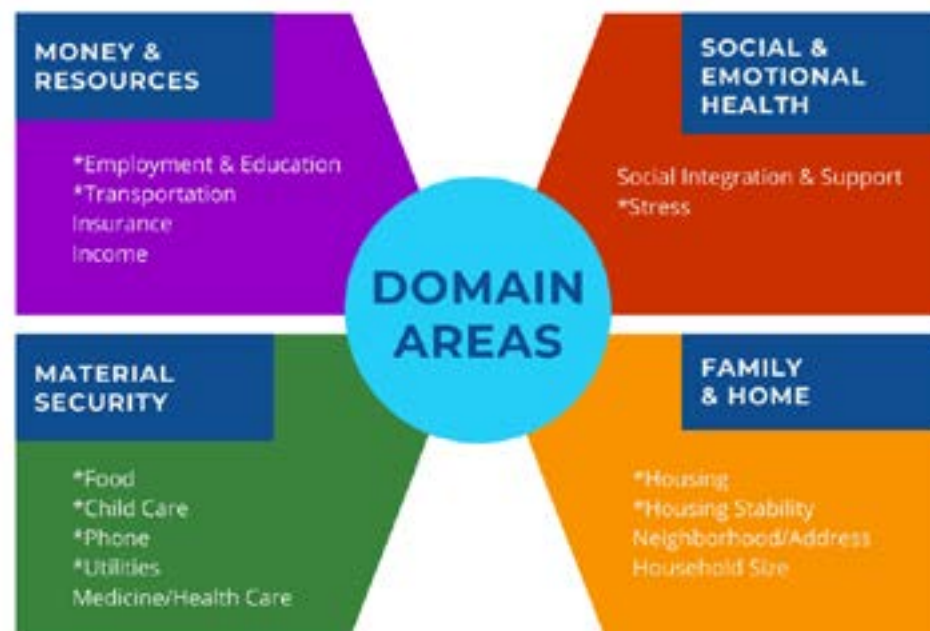 MONEY &
RESOURCES
*Employment & Education
*Transportation
Insurance
Income
SOCIAL &
EMOTIONAL
HEALTH
Social Integration & Support
*Stress
DOMAIN
AREAS
MATERIAL
SECURITY
*Food
*Child Care
*Phone
*Utilities
Medicine/Health Care
FAMILY
& HOME
*Housing
*Housing Stability
Neighborhood/Address
Household Size